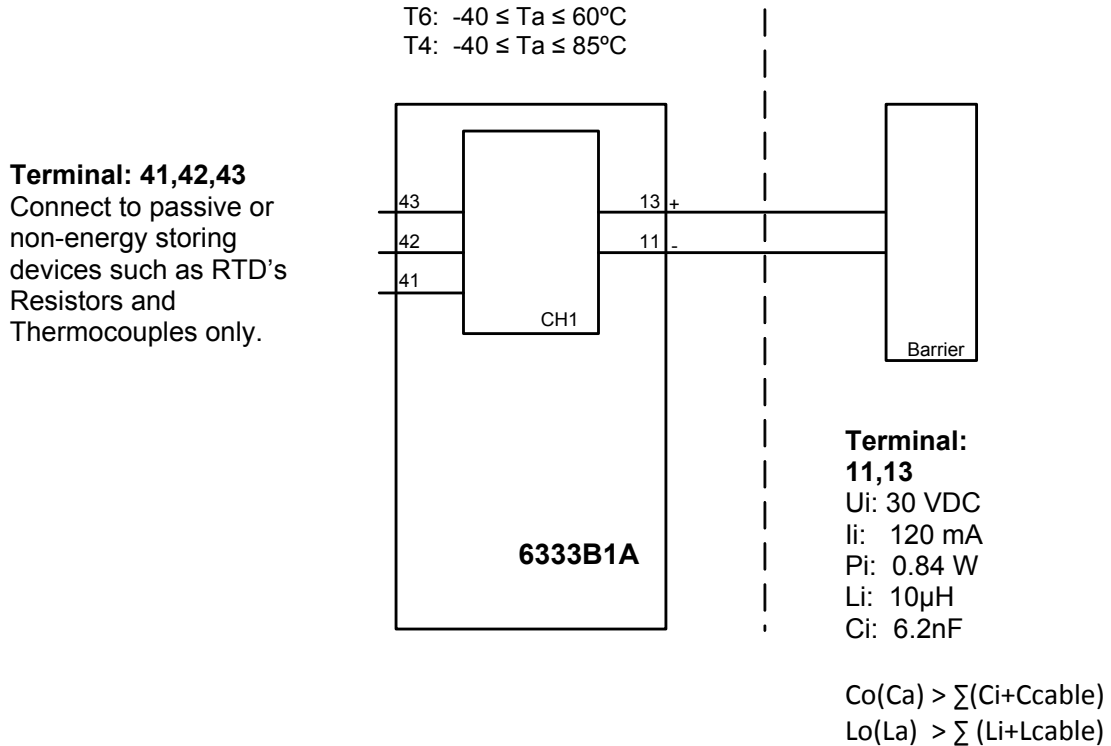 T6: -40 ≤ Ta ≤ 60ºC
T4: -40 ≤ Ta ≤ 85ºC
Terminal: 41,42,43
Connect to passive or
non-energy storing
devices such as RTD's
Resistors and
Thermocouples only.
43
42
41
13 +
11 -
CH1
6333B1A
Barrier
Terminal:
11,13
Ui: 30 VDC
Ii: 120 mA
Pi: 0.84 W
Li: 10µH
Ci: 6.2nF
Co(Ca) > ∑(Ci+Ccable)
Lo(La) > ∑ (Li+Lcable)